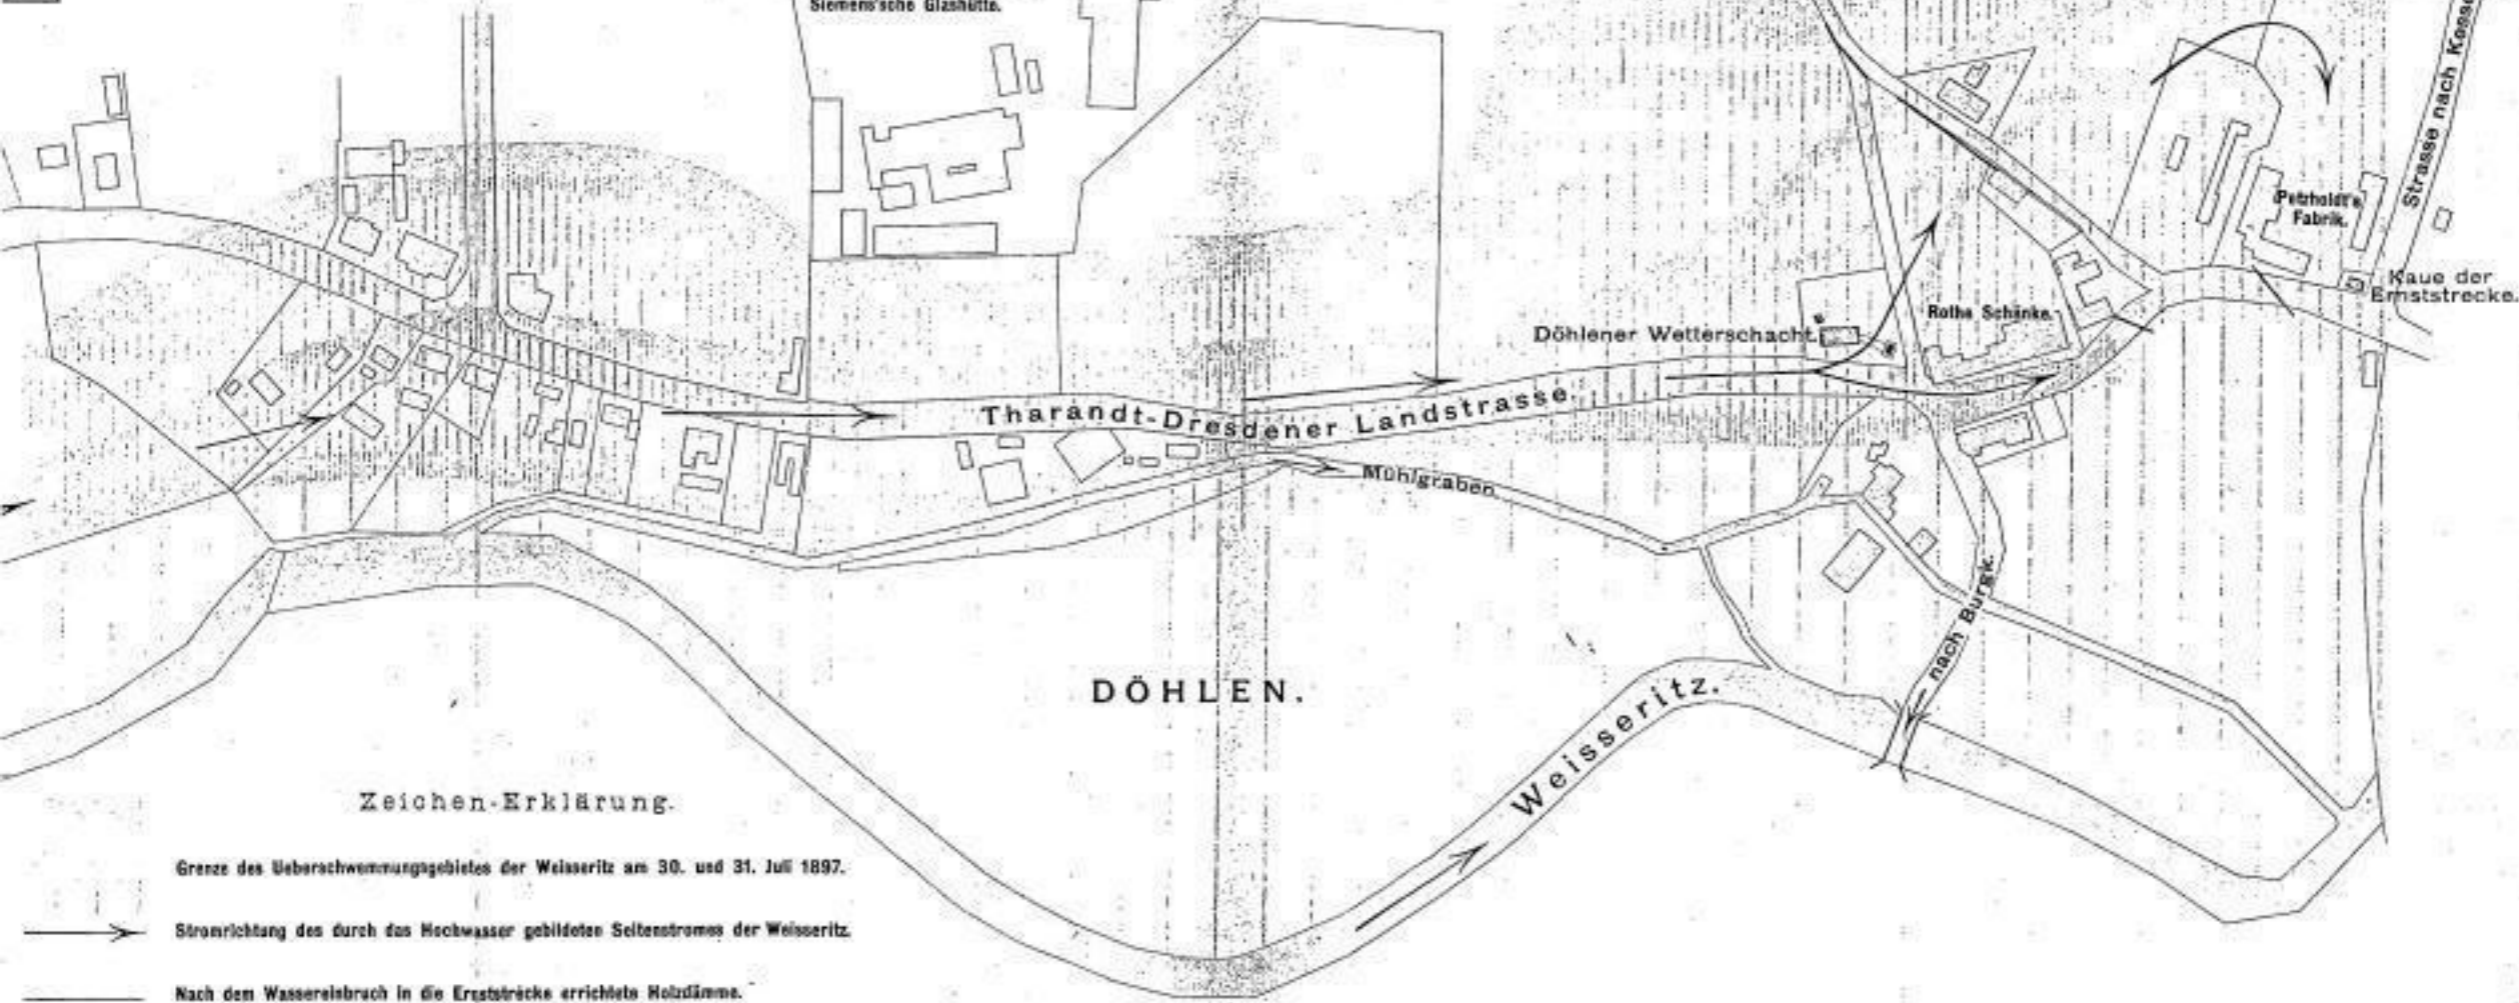 Siemens'sche Glashütte.
Strasse nach
Petzholdt's
Fabrik.
Kaue der
Ernststrecke.
Rothe Schänke.
Döhlener Wetterschacht.
Tharandt-Dresdener Landstrasse
Mühlgraben
nach Burgk.
DÖHLEN.
Weisseritz.
Zeichen-Erklärung.
Grenze des Ueberschwemmungsgebietes der Weisseritz am 30. und 31. Juli 1897.
Stromrichtung des durch das Hochwasser gebildeten Seitenstromes der Weisseritz.
Nach dem Wassereinbruch in die Ernststrecke errichtete Holzdämme.